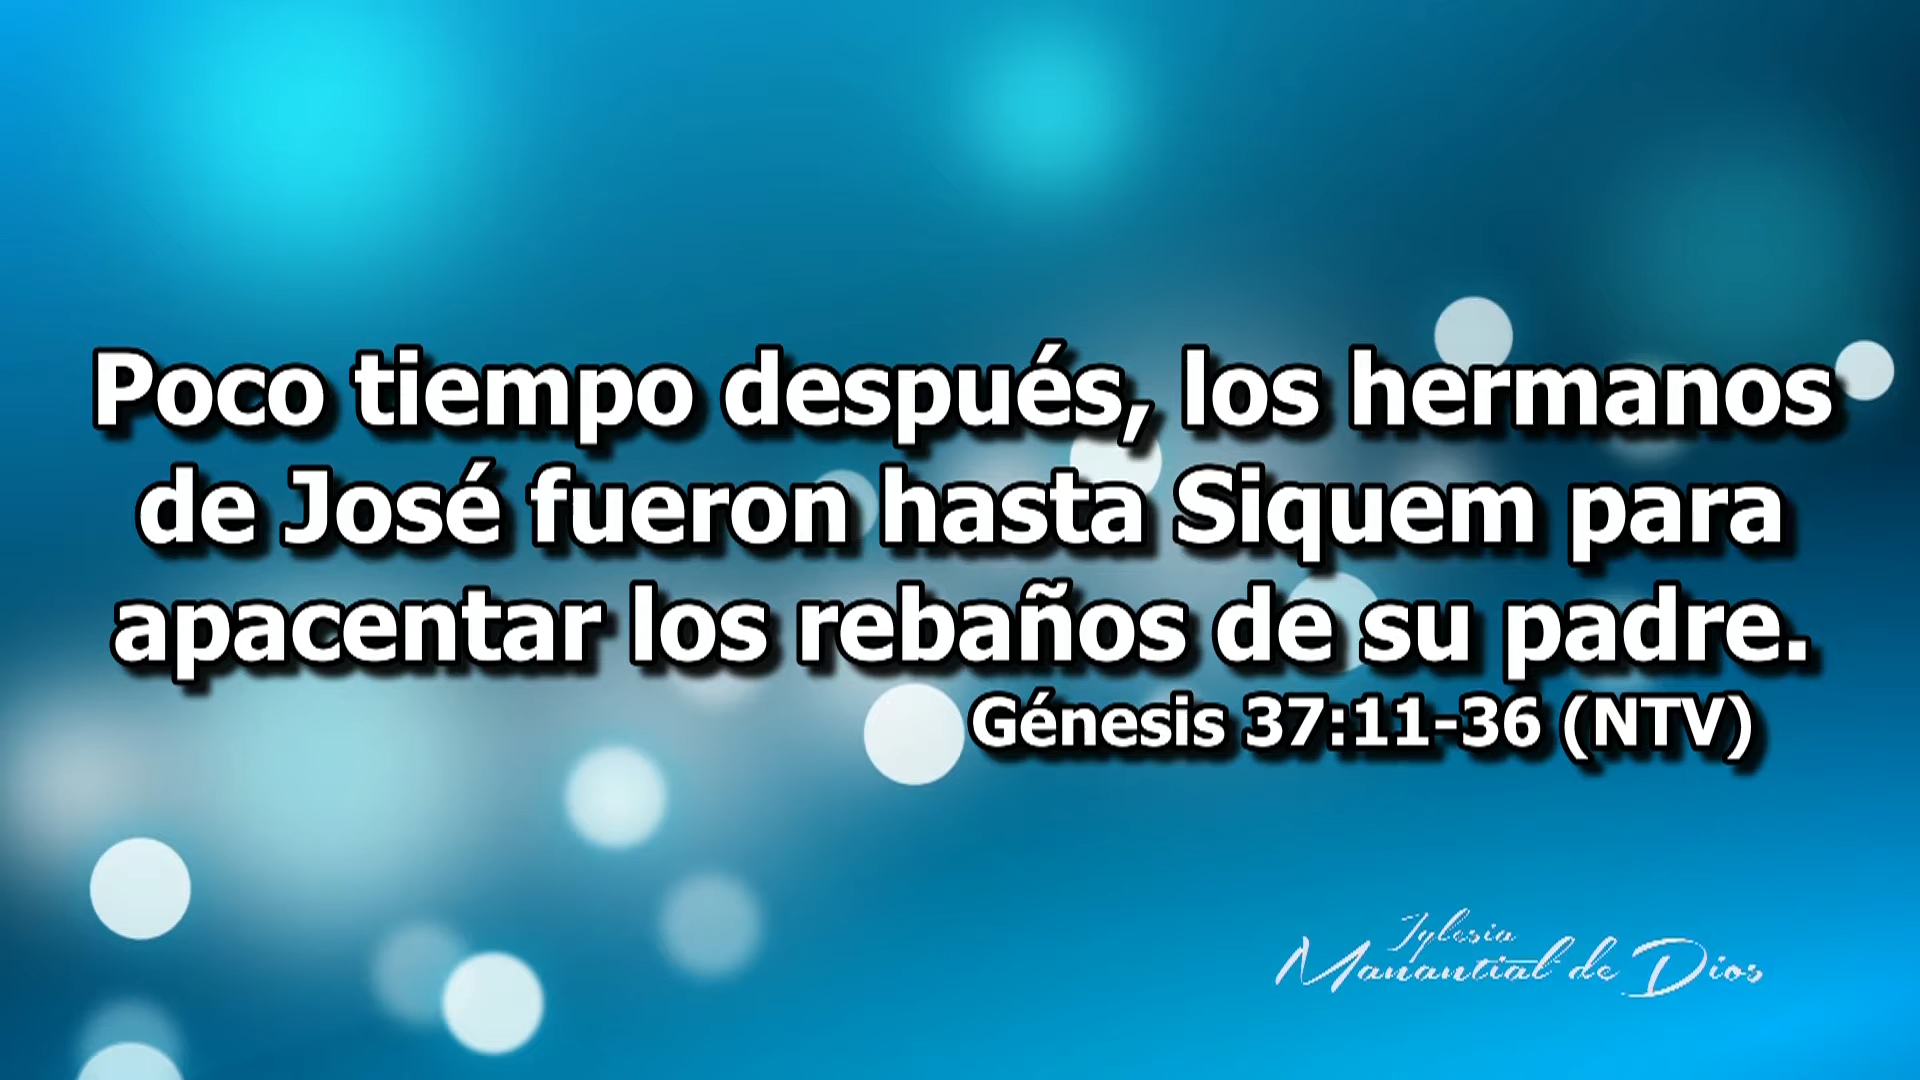 Poco tiempo después, los hermanos
de José fueron hasta Siquem para
apacentar los rebaños de su padre.
Génesis 37:11-36 (NTV)
Iglesia
Manantial de Dios